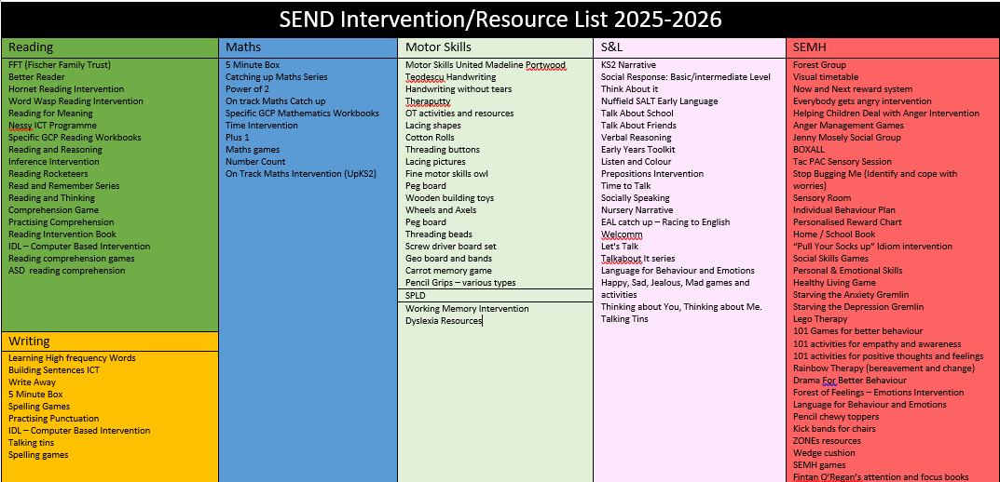 SEND Intervention/Resource List 2025-2026
Reading
FFT (Fischer Family Trust)
Better Reader
Hornet Reading Intervention
Word Wasp Reading Intervention
Reading for Meaning
Nessy ICT Programme
Specific GCP Reading Workbooks
Reading and Reasoning
Inference Intervention
Reading Rocketeers
Read and Remember Series
Reading and Thinking
Comprehension Game
Practising Comprehension
Reading Intervention Book
IDL – Computer Based Intervention
Reading comprehension games
ASD reading comprehension
Writing
Learning High frequency Words
Building Sentences ICT
Write Away
5 Minute Box
Spelling Games
Practising Punctuation
IDL – Computer Based Intervention
Talking tins
Spelling games
Maths
5 Minute Box
Catching up Maths Series
Power of 2
On track Maths Catch up
Specific GCP Mathematics Workbooks
Time Intervention
Plus 1
Maths games
Number Count
On Track Maths Intervention (UpKS2)
Motor Skills
Motor Skills United Madeline Portwood
Teodescu Handwriting
Handwriting without tears
Theraputty
OT activities and resources
Lacing shapes
Cotton Rolls
Threading buttons
Lacing pictures
Fine motor skills owl
Peg board
Wooden building toys
Wheels and Axels
Peg board
Threading beads
Screw driver board set
Geo board and bands
Carrot memory game
Pencil Grips – various types
SPLD
Working Memory Intervention
Dyslexia Resources
S&L
KS2 Narrative
Social Response: Basic/intermediate Level
Think About it
Nuffield SALT Early Language
Talk About School
Talk About Friends
Verbal Reasoning
Early Years Toolkit
Listen and Colour
Prepositions Intervention
Time to Talk
Socially Speaking
Nursery Narrative
EAL catch up – Racing to English
Welcomm
Let's Talk
Talkabout It series
Language for Behaviour and Emotions
Happy, Sad, Jealous, Mad games and
activities
Thinking about You, Thinking about Me.
Talking Tins
SEMH
Forest Group
Visual timetable
Now and Next reward system
Everybody gets angry intervention
Helping Children Deal with Anger Intervention
Anger Management Games
Jenny Mosely Social Group
BOXALL
Tac PAC Sensory Session
Stop Bugging Me (Identify and cope with
worries)
Sensory Room
Individual Behaviour Plan
Personalised Reward Chart
Home / School Book
“Pull Your Socks up” Idiom intervention
Social Skills Games
Personal & Emotional Skills
Healthy Living Game
Starving the Anxiety Gremlin
Starving the Depression Gremlin
Lego Therapy
101 Games for better behaviour
101 activities for empathy and awareness
101 activities for positive thoughts and feelings
Rainbow Therapy (bereavement and change)
Drama For Better Behaviour
Forest of Feelings – Emotions Intervention
Language for Behaviour and Emotions
Pencil chewy toppers
Kick bands for chairs
ZONEs resources
Wedge cushion
SEMH games
Fintan O’Regan’s attention and focus books